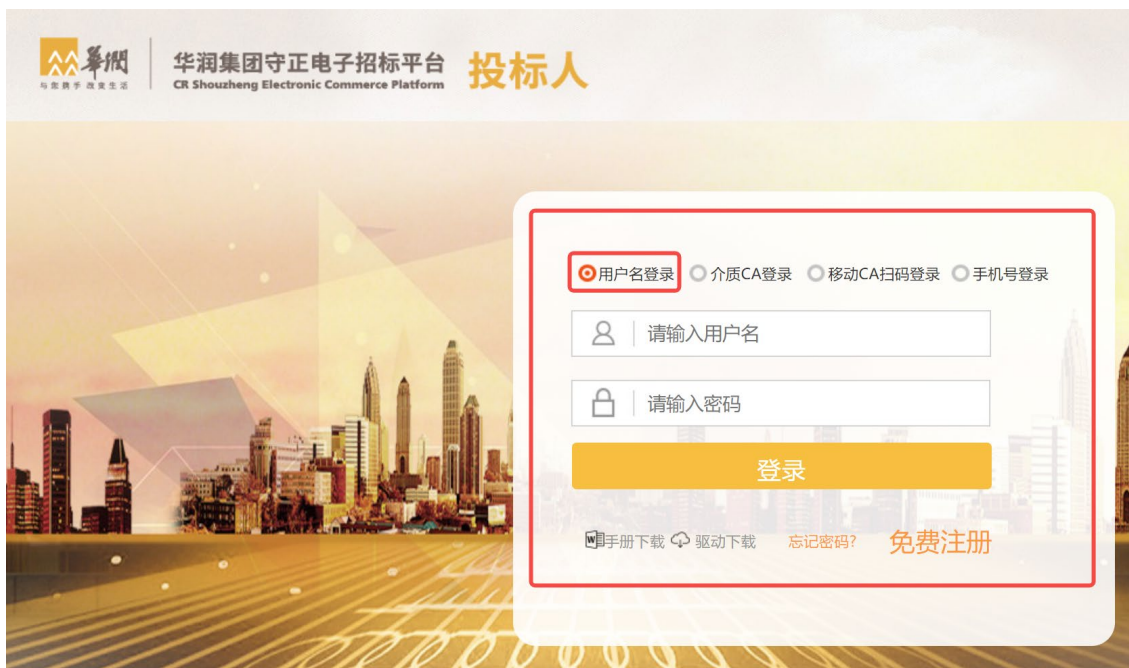 華潤
与您携手 改变生活
华润集团守正电子招标平台
CR Shouzheng Electronic Commerce Platform
投标人
用户名登录 介质CA登录 移动CA扫码登录 手机号登录
请输入用户名
请输入密码
登录
手册下载 驱动下载 忘记密码? 免费注册